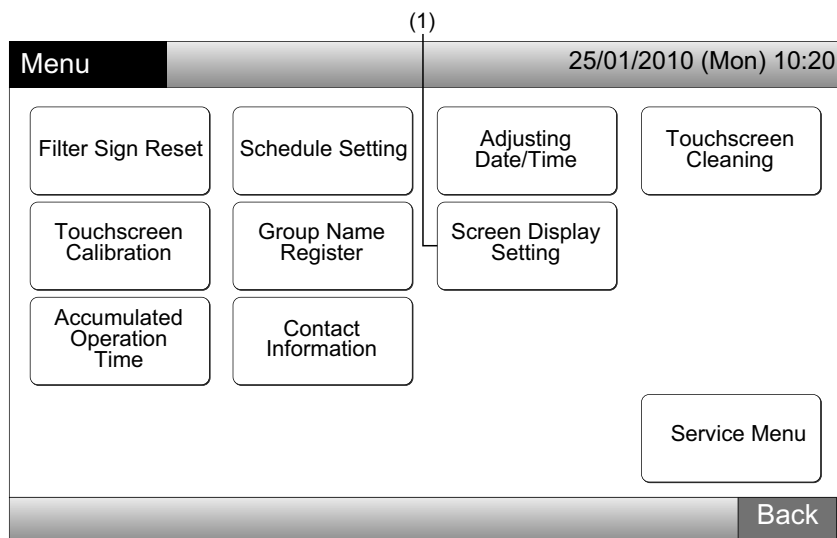 (1)
Menu
25/01/2010 (Mon) 10:20
Filter Sign Reset
Schedule Setting
Adjusting
Date/Time
Touchscreen
Cleaning
Touchscreen
Calibration
Group Name
Register
Screen Display
Setting
Accumulated
Operation
Time
Contact
Information
Service Menu
Back